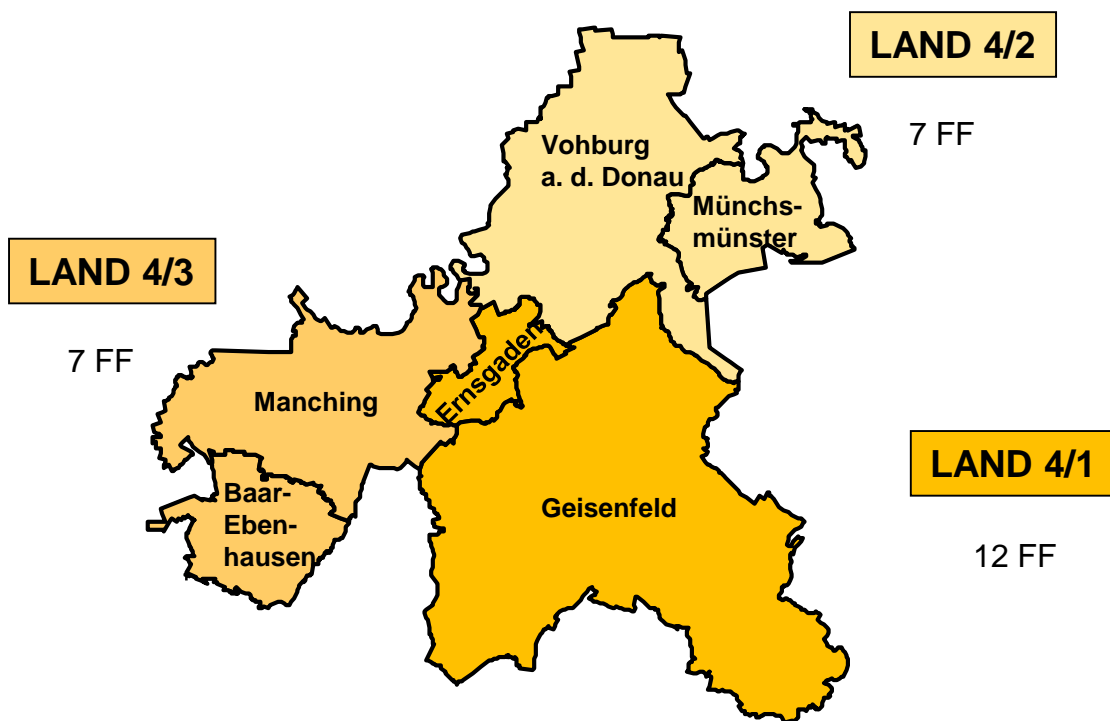 LAND 4/2
7 FF
Vohburg
a. d. Donau
Münchs-
münster
LAND 4/3
7 FF
Ernsgaden
Manching
LAND 4/1
12 FF
Baar-
Eben-
hausen
Geisenfeld